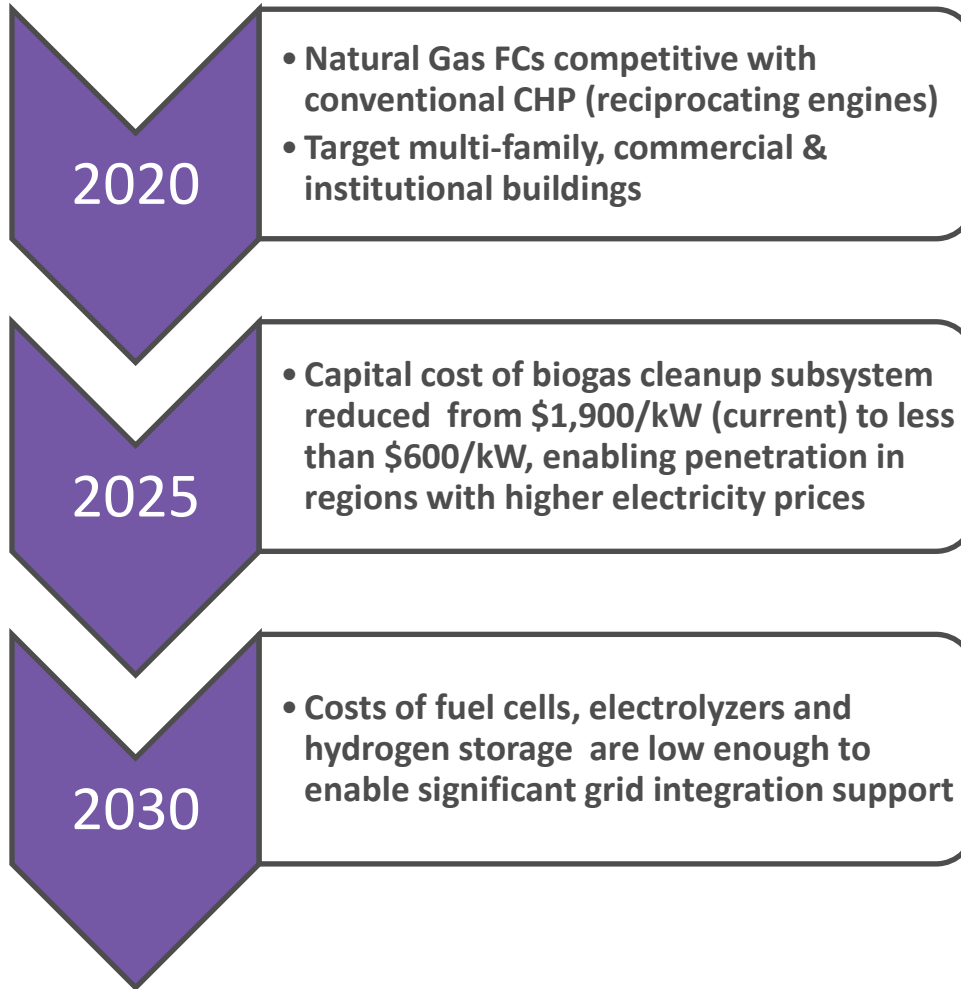 2020
• Natural Gas FCs competitive with
conventional CHP (reciprocating engines)
• Target multi-family, commercial &
institutional buildings
2025
• Capital cost of biogas cleanup subsystem
reduced  from $1,900/kW (current) to less
than $600/kW, enabling penetration in
regions with higher electricity prices
2030
• Costs of fuel cells, electrolyzers and
hydrogen storage  are low enough to
enable significant grid integration support